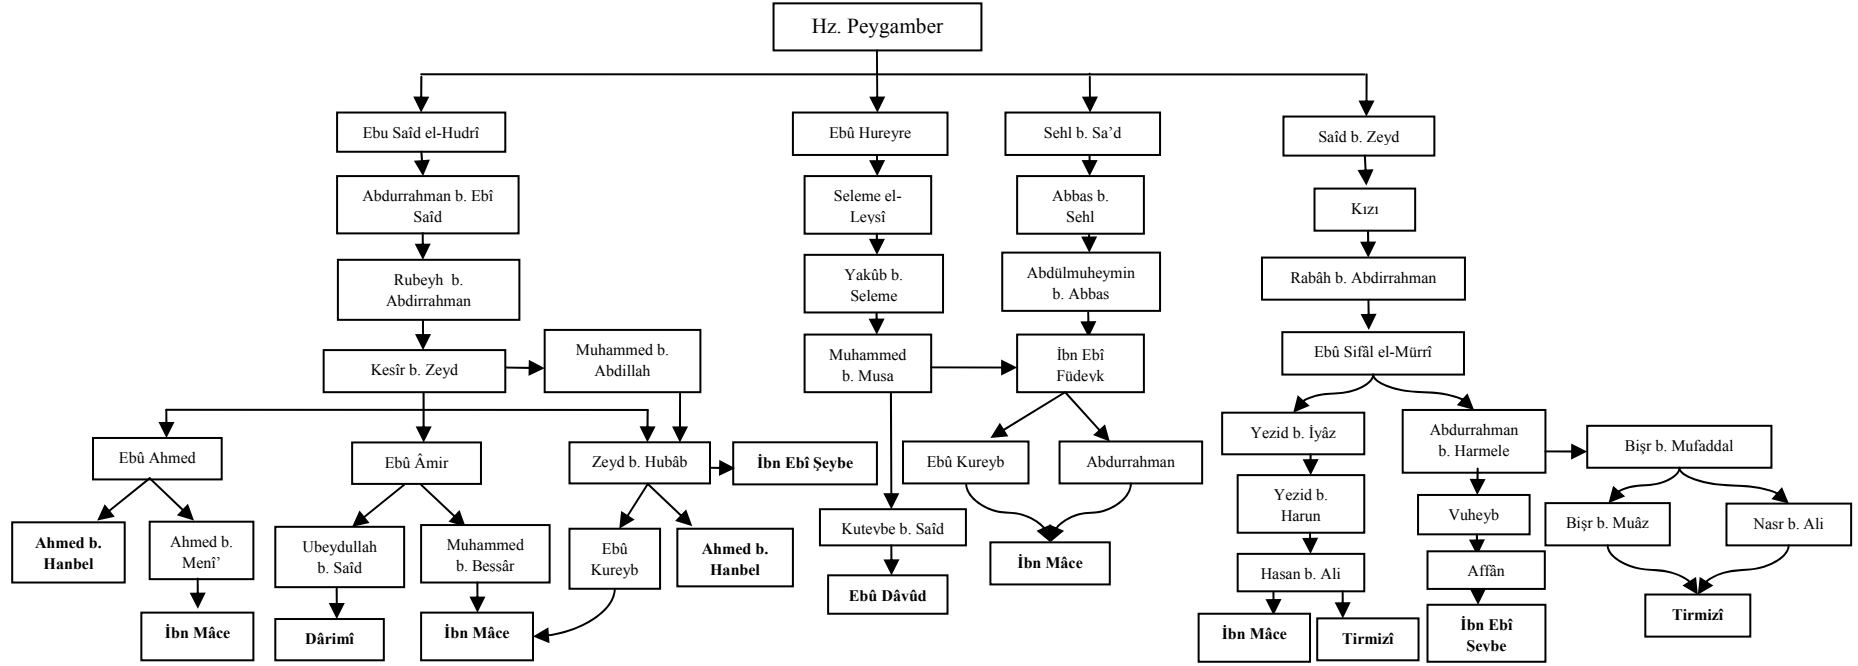 Hz. Peygamber
Ebu Saîd el-Hudrî
Ebû Hureyre
Sehl b. Sa’d
Saîd b. Zeyd
Abdurrahman b. Ebî
Saîd
Seleme el-
Leysî
Abbas b.
Sehl
Kızı
Rubeyh b.
Abdirrahman
Yakûb b.
Seleme
Abdülmuheymin
b. Abbas
Rabâh b. Abdirrahman
Kesîr b. Zeyd
Muhammed b.
Abdillah
Muhammed
b. Musa
İbn Ebî
Füdeyk
Ebû Sifâl el-Mürrî
Ebû Ahmed
Ebû Âmir
Zeyd b. Hubâb
İbn Ebî Şeybe
Ebû Kureyb
Abdurrahman
Yezid b. İyâz
Abdurrahman
b. Harmele
Bişr b. Mufaddal
Ahmed b.
Hanbel
Ahmed b.
Menî’
Ubeydullah
b. Saîd
Muhammed
b. Beşşâr
Ebû
Kureyb
Ahmed b.
Hanbel
Kuteybe b. Saîd
İbn Mâce
Yezid b.
Harun
Vuheyb
Bişr b. Muâz
Nasr b. Ali
İbn Mâce
Dârimî
İbn Mâce
Ebû Dâvûd
Hasan b. Ali
Affân
İbn Mâce
Tirmizî
İbn Ebî
Şeybe
Tirmizî